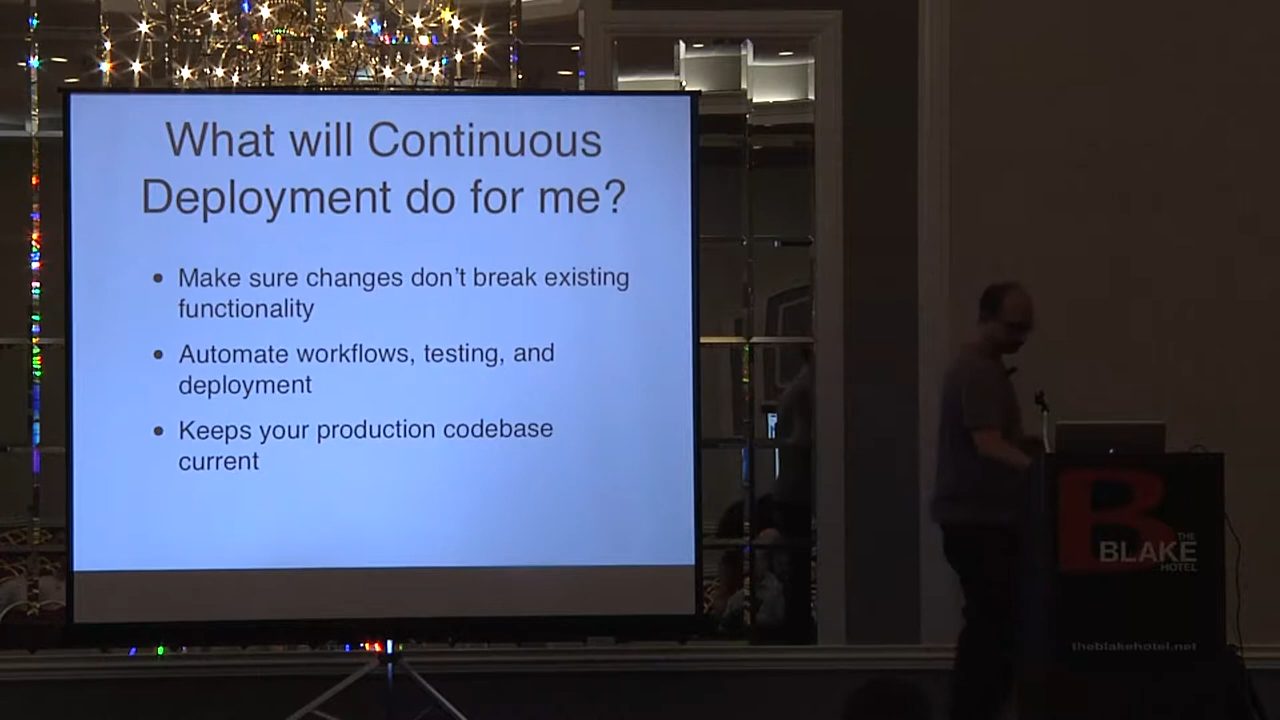 What will Continuous
Deployment do for me?
• Make sure changes don't break existing
functionality
• Automate workflows, testing, and
deployment
• Keeps your production codebase
current
B
THE
BLAKE
HOTEL
theblakehotel.net